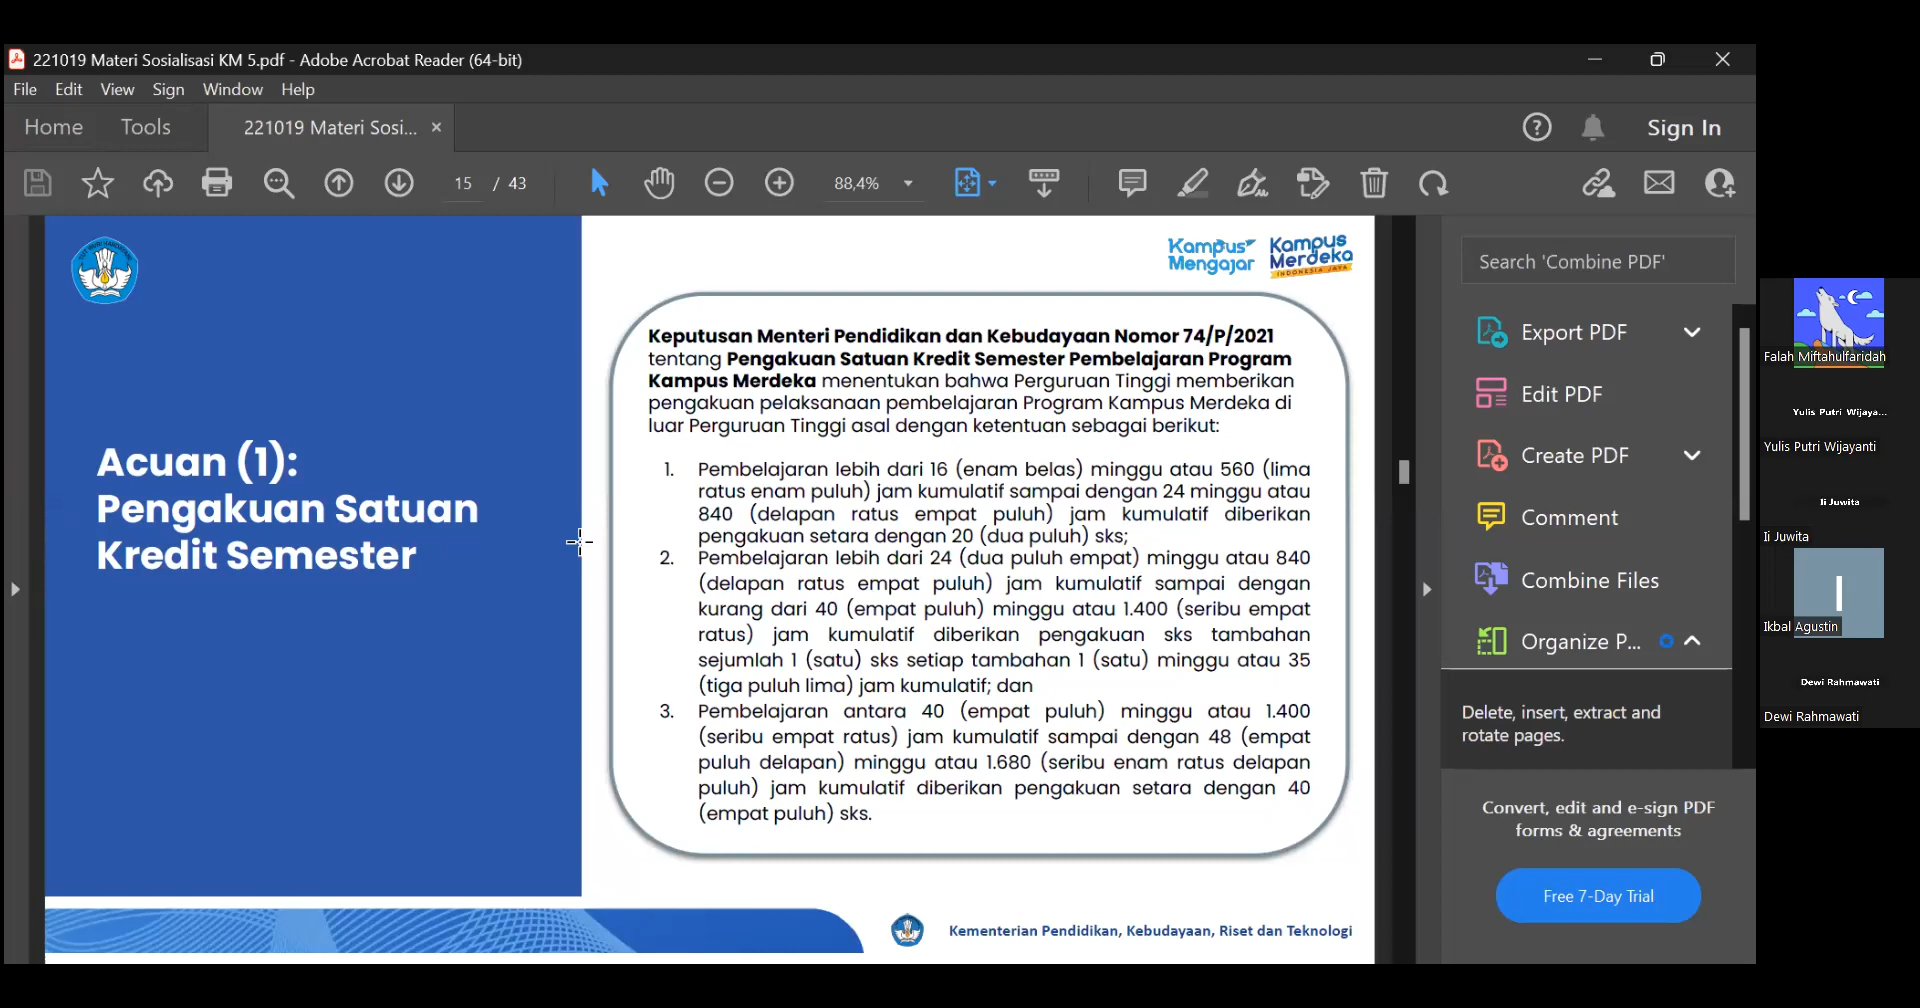 221019 Materi Sosialisasi KM 5.pdf - Adobe Acrobat Reader (64-bit)
File Edit View Sign Window Help
Home Tools 221019 Materi Sosi... ×
Sign In
15 / 43 88,4%
Kampus Mengajar
Kampus Merdeka
INDONESIA JAYA
Acuan (1):
Pengakuan Satuan
Kredit Semester
Keputusan Menteri Pendidikan dan Kebudayaan Nomor 74/P/2021
tentang Pengakuan Satuan Kredit Semester Pembelajaran Program
Kampus Merdeka menentukan bahwa Perguruan Tinggi memberikan
pengakuan pelaksanaan pembelajaran Program Kampus Merdeka di
luar Perguruan Tinggi asal dengan ketentuan sebagai berikut:
1. Pembelajaran lebih dari 16 (enam belas) minggu atau 560 (lima
ratus enam puluh) jam kumulatif sampai dengan 24 minggu atau
840 (delapan ratus empat puluh) jam kumulatif diberikan
pengakuan setara dengan 20 (dua puluh) sks;
2. Pembelajaran lebih dari 24 (dua puluh empat) minggu atau 840
(delapan ratus empat puluh) jam kumulatif sampai dengan
kurang dari 40 (empat puluh) minggu atau 1.400 (seribu empat
ratus) jam kumulatif diberikan pengakuan sks tambahan
sejumlah 1 (satu) sks setiap tambahan 1 (satu) minggu atau 35
(tiga puluh lima) jam kumulatif; dan
3. Pembelajaran antara 40 (empat puluh) minggu atau 1.400
(seribu empat ratus) jam kumulatif sampai dengan 48 (empat
puluh delapan) minggu atau 1.680 (seribu enam ratus delapan
puluh) jam kumulatif diberikan pengakuan setara dengan 40
(empat puluh) sks.
Kementerian Pendidikan, Kebudayaan, Riset dan Teknologi
Search 'Combine PDF'
Export PDF
Edit PDF
Create PDF
Comment
Combine Files
Organize P...
Delete, insert, extract and
rotate pages.
Convert, edit and e-sign PDF
forms & agreements
Free 7-Day Trial
Falah Miftahulfaridah
Yulis Putri Wijaya...
Yulis Putri Wijayanti
Ii Juwita
Ii Juwita
I
Ikbal Agustin
Dewi Rahmawati
Dewi Rahmawati